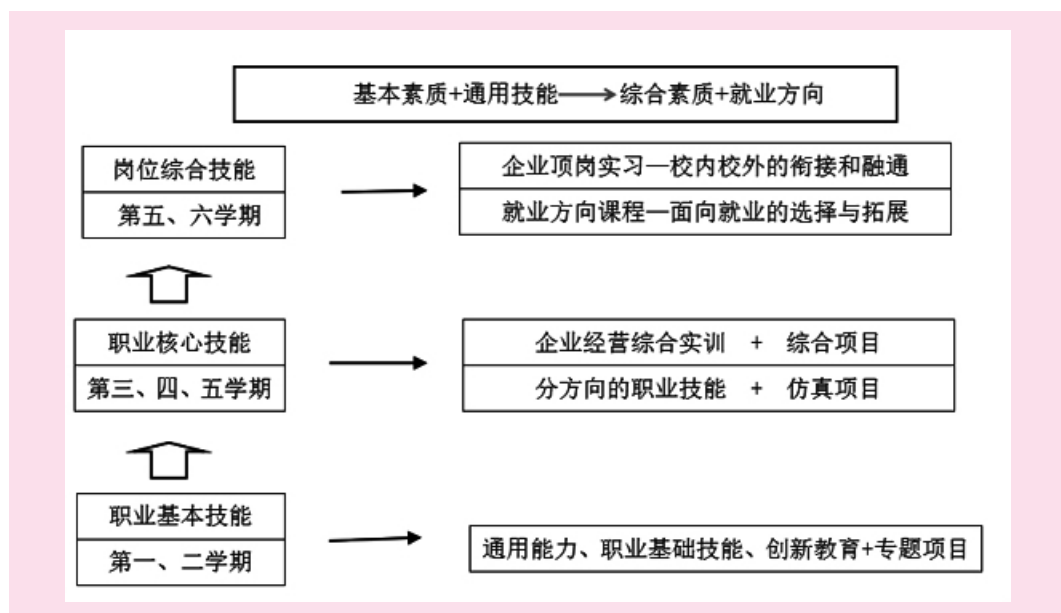 基本素质+通用技能⟶综合素质+就业方向
岗位综合技能
第五、六学期
企业顶岗实习—校内校外的衔接和融通
就业方向课程—面向就业的选择与拓展
职业核心技能
第三、四、五学期
企业经营综合实训 + 综合项目
分方向的职业技能 + 仿真项目
职业基本技能
第一、二学期
通用能力、职业基础技能、创新教育+专题项目